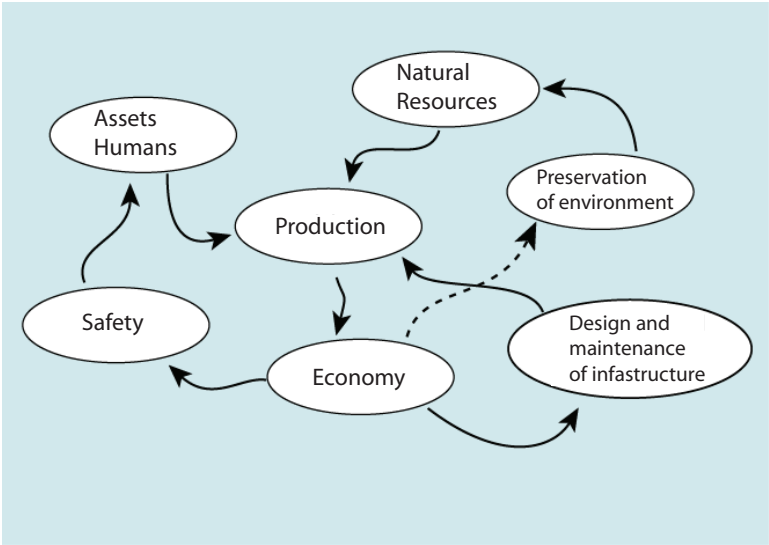 Natural
Resources
Assets
Humans
Preservation
of environment
Production
Safety
Design and
maintenance
of infastructure
Economy